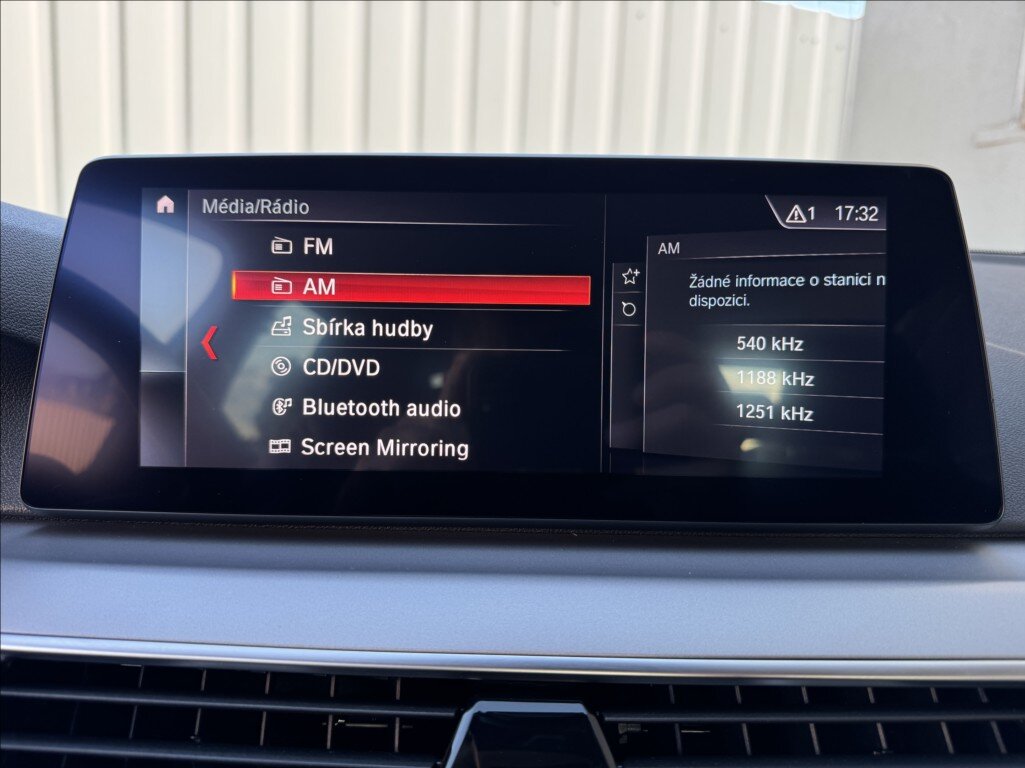 Média/Rádio
1 17:32
FM
AM
Sbírka hudby
CD/DVD
Bluetooth audio
Screen Mirroring
AM
Žádné informace o stanici n
dispozici.
540 kHz
1188 kHz
1251 kHz